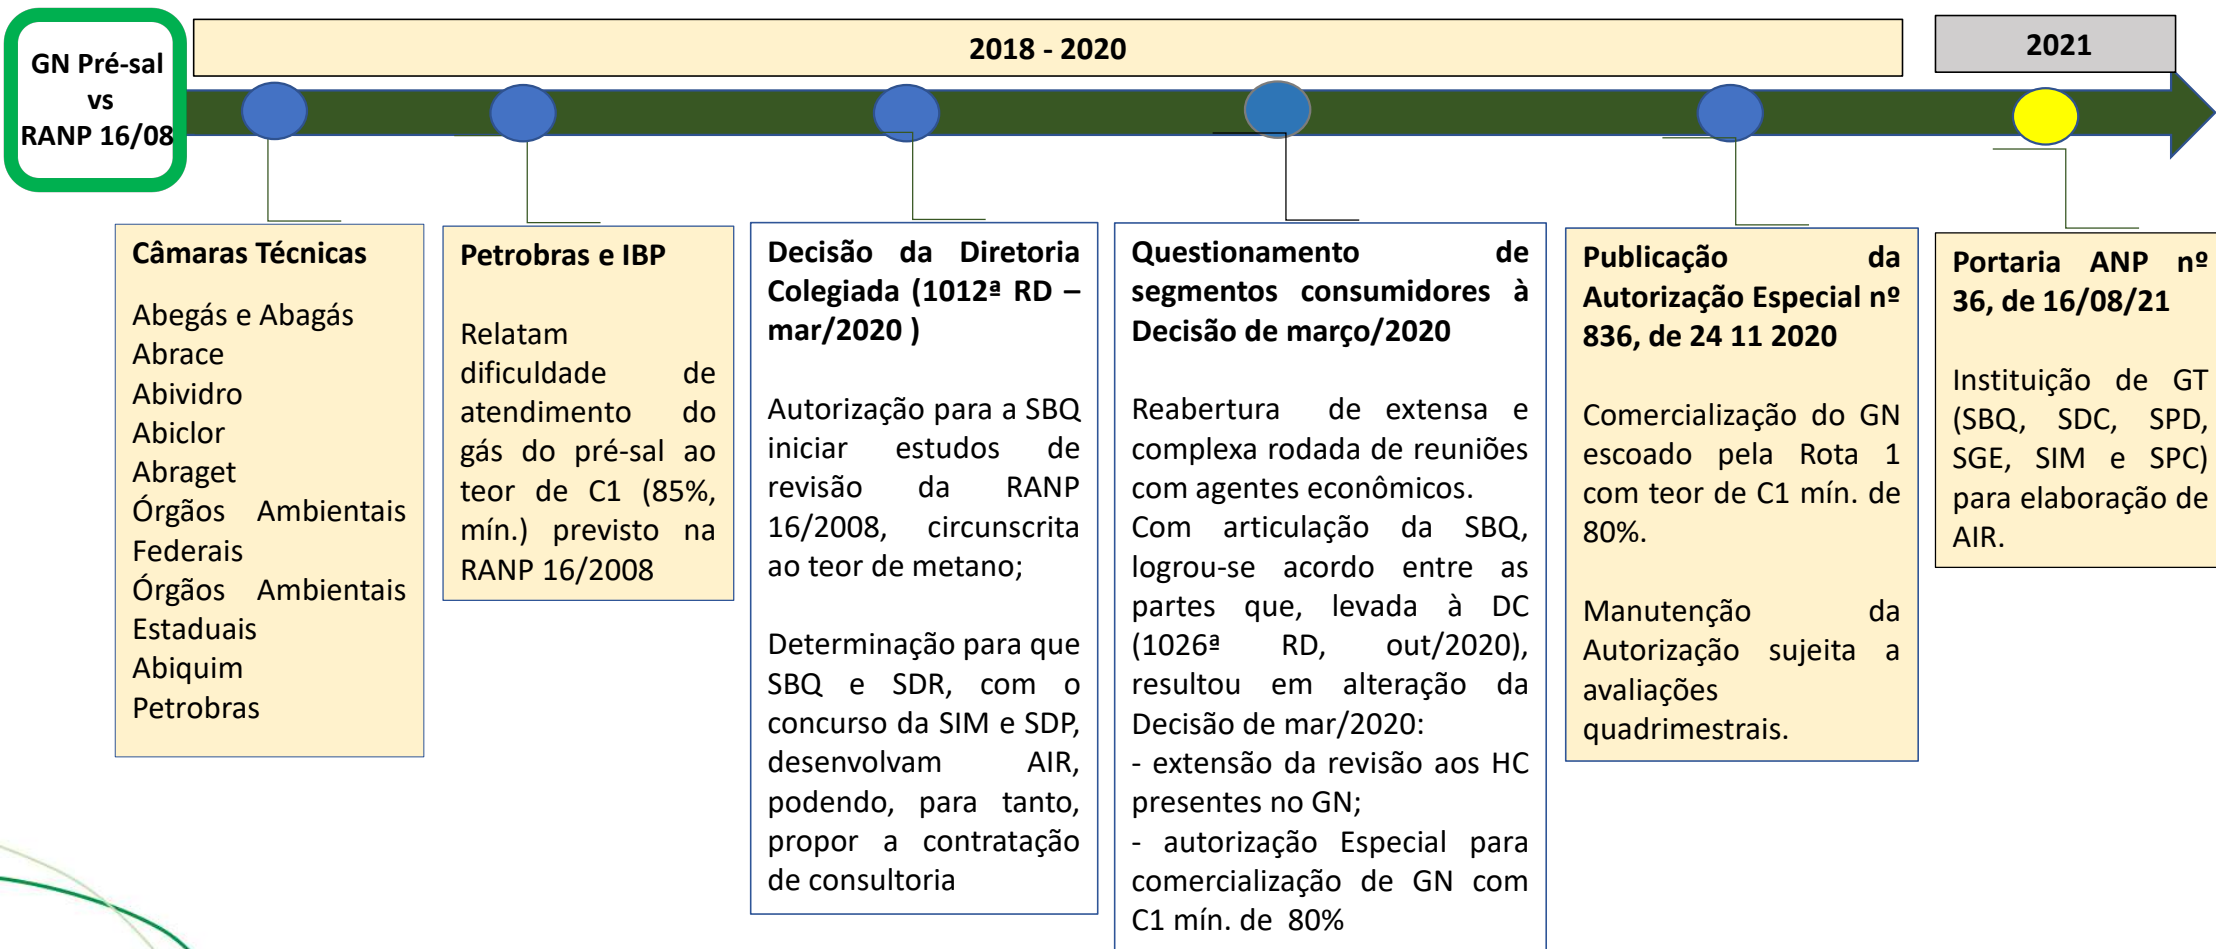 GN Pré-sal
vs
RANP 16/08
2018 - 2020
2021
Câmaras Técnicas
Abegás e Abagás
Abrace
Abividro
Abiclor
Abraget
Órgãos Ambientais
Federais
Órgãos Ambientais
Estaduais
Abiquim
Petrobras
Petrobras e IBP
Relatam
dificuldade de
atendimento do
gás do pré-sal ao
teor de C1 (85%,
mín.) previsto na
RANP 16/2008
Decisão da Diretoria
Colegiada (1012ª RD –
mar/2020 )
Autorização para a SBQ
iniciar estudos de
revisão da RANP
16/2008, circunscrita
ao teor de metano;
Determinação para que
SBQ e SDR, com o
concurso da SIM e SDP,
desenvolvam AIR,
podendo, para tanto,
propor a contratação
de consultoria
Questionamento de
segmentos consumidores à
Decisão de março/2020
Reabertura de extensa e
complexa rodada de reuniões
com agentes econômicos.
Com articulação da SBQ,
logrou-se acordo entre as
partes que, levada à DC
(1026ª RD, out/2020),
resultou em alteração da
Decisão de mar/2020:
- extensão da revisão aos HC
presentes no GN;
- autorização Especial para
comercialização de GN com
C1 mín. de 80%
Publicação da
Autorização Especial nº
836, de 24 11 2020
Comercialização do GN
escoado pela Rota 1
com teor de C1 mín. de
80%.
Manutenção da
Autorização sujeita a
avaliações
quadrimestrais.
Portaria ANP nº
36, de 16/08/21
Instituição de GT
(SBQ, SDC, SPD,
SGE, SIM e SPC)
para elaboração de
AIR.